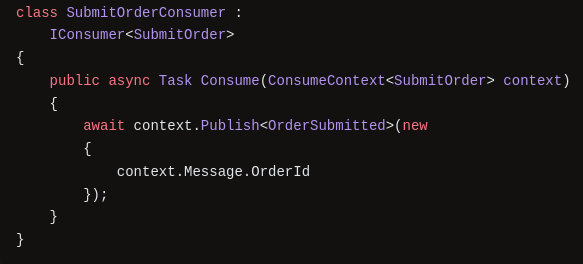 class SubmitOrderConsumer :
    IConsumer<SubmitOrder>
{
    public async Task Consume(ConsumeContext<SubmitOrder> context)
    {
        await context.Publish<OrderSubmitted>(new
        {
            context.Message.OrderId
        });
    }
}